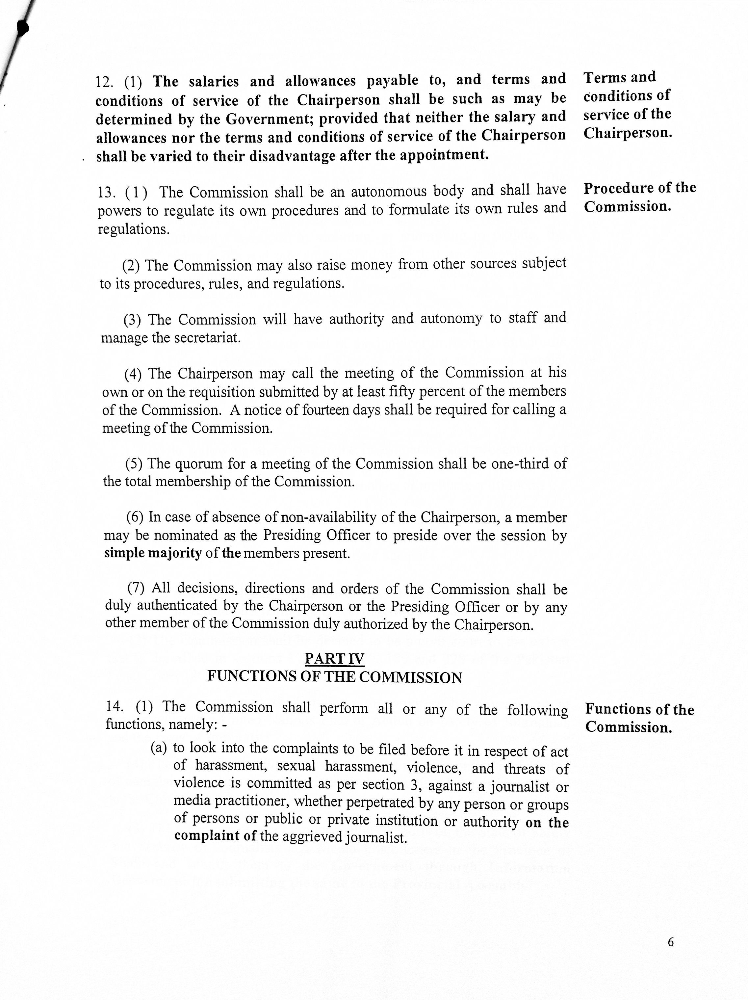 12. (1) The salaries and allowances payable to, and terms and
conditions of service of the Chairperson shall be such as may be
determined by the Government; provided that neither the salary and
allowances nor the terms and conditions of service of the Chairperson
shall be varied to their disadvantage after the appointment.
Terms and
conditions of
service of the
Chairperson.
13. (1) The Commission shall be an autonomous body and shall have
powers to regulate its own procedures and to formulate its own rules and
regulations.
Procedure of the
Commission.
(2) The Commission may also raise money from other sources subject
to its procedures, rules, and regulations.
(3) The Commission will have authority and autonomy to staff and
manage the secretariat.
(4) The Chairperson may call the meeting of the Commission at his
own or on the requisition submitted by at least fifty percent of the members
of the Commission. A notice of fourteen days shall be required for calling a
meeting of the Commission.
(5) The quorum for a meeting of the Commission shall be one-third of
the total membership of the Commission.
(6) In case of absence of non-availability of the Chairperson, a member
may be nominated as the Presiding Officer to preside over the session by
simple majority of the members present.
(7) All decisions, directions and orders of the Commission shall be
duly authenticated by the Chairperson or the Presiding Officer or by any
other member of the Commission duly authorized by the Chairperson.
PART IV
FUNCTIONS OF THE COMMISSION
14. (1) The Commission shall perform all or any of the following
functions, namely: -
Functions of the
Commission.
(a) to look into the complaints to be filed before it in respect of act
of harassment, sexual harassment, violence, and threats of
violence is committed as per section 3, against a journalist or
media practitioner, whether perpetrated by any person or groups
of persons or public or private institution or authority on the
complaint of the aggrieved journalist.
6